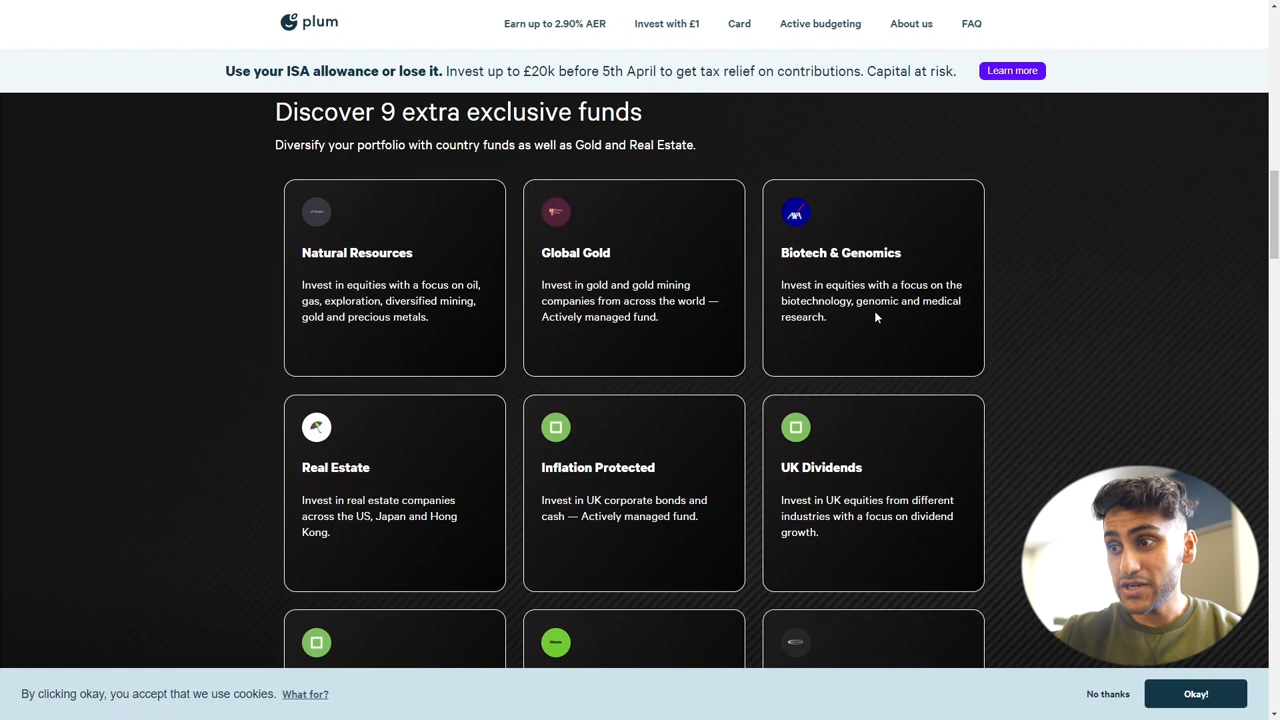 plum
Earn up to 2.90% AER
Invest with £1
Card
Active budgeting
About us
FAQ
Use your ISA allowance or lose it. Invest up to £20k before 5th April to get tax relief on contributions. Capital at risk.
Learn more
Discover 9 extra exclusive funds
Diversify your portfolio with country funds as well as Gold and Real Estate.
Natural Resources
Invest in equities with a focus on oil,
gas, exploration, diversified mining,
gold and precious metals.
Global Gold
Invest in gold and gold mining
companies from across the world —
Actively managed fund.
AXA
Biotech & Genomics
Invest in equities with a focus on the
biotechnology, genomic and medical
research.
Real Estate
Invest in real estate companies
across the US, Japan and Hong
Kong.
Inflation Protected
Invest in UK corporate bonds and
cash — Actively managed fund.
UK Dividends
Invest in UK equities from different
industries with a focus on dividend
growth.
By clicking okay, you accept that we use cookies. What for?
No thanks
Okay!